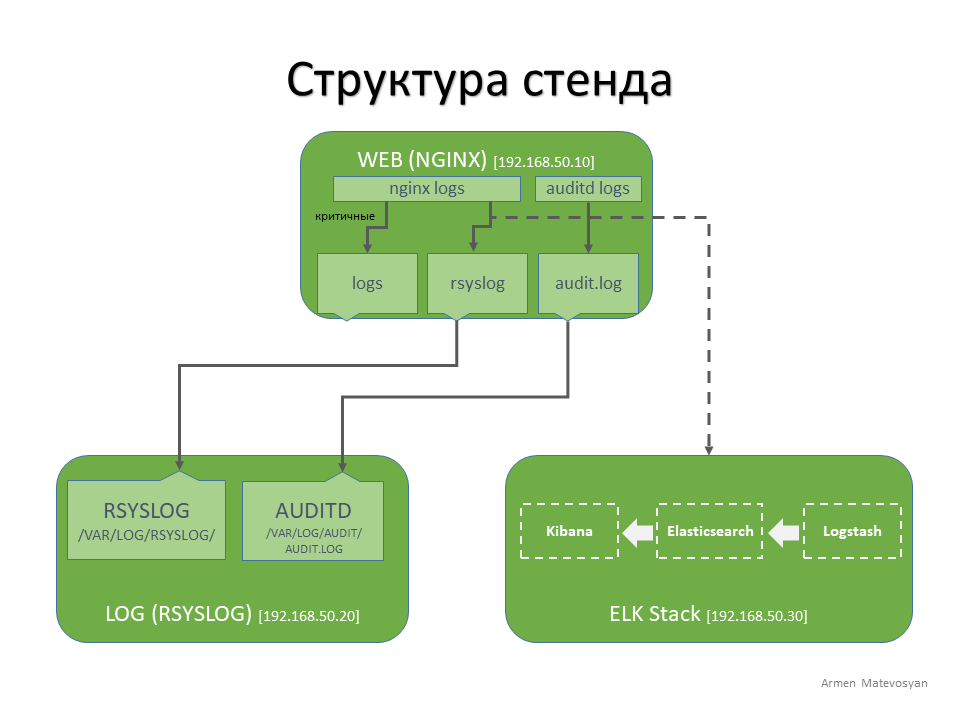 Структура стенда
WEB (NGINX) [192.168.50.10]
nginx logs
auditd logs
критичные
logs
rsyslog
audit.log
RSYSLOG
/VAR/LOG/RSYSLOG/
AUDITD
/VAR/LOG/AUDIT/
AUDIT.LOG
LOG (RSYSLOG) [192.168.50.20]
Kibana
Elasticsearch
Logstash
ELK Stack [192.168.50.30]
Armen Matevosyan